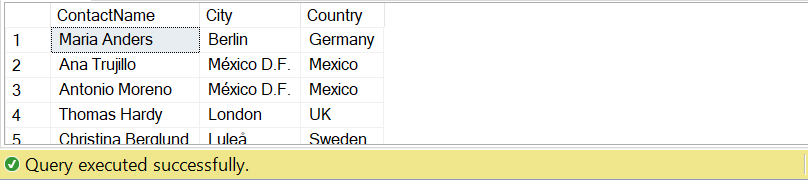 ContactName City Country
1 Maria Anders Berlin Germany
2 Ana Trujillo México D.F. Mexico
3 Antonio Moreno México D.F. Mexico
4 Thomas Hardy London UK
5 Christina Berglund Luleå Sweden
Query executed successfully.